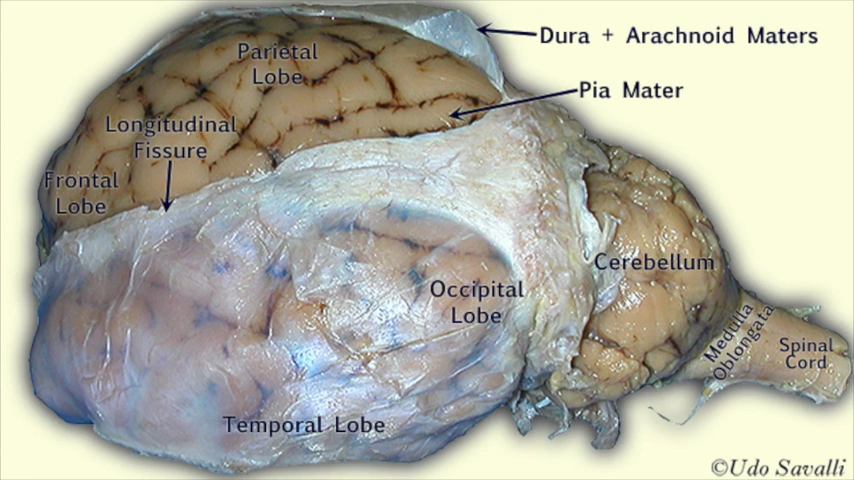 Dura + Arachnoid Maters
Parietal
Lobe
Pia Mater
Longitudinal
Fissure
Frontal
Lobe
Cerebellum
Occipital
Lobe
Medulla
Oblongata
Spinal
Cord
Temporal Lobe
©Udo Savalli